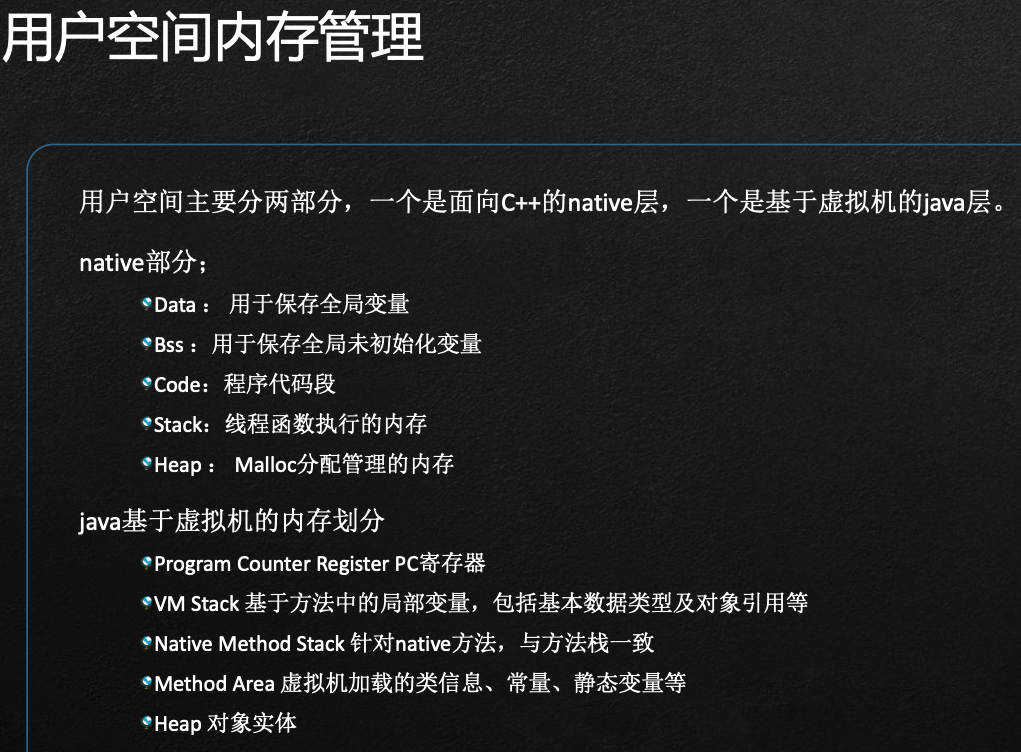 用户空间内存管理
用户空间主要分两部分，一个是面向C++的native层，一个是基于虚拟机的java层。
native部分；
Data： 用于保存全局变量
Bss：用于保存全局未初始化变量
Code：程序代码段
Stack：线程函数执行的内存
Heap： Malloc分配管理的内存
java基于虚拟机的内存划分
Program Counter Register PC寄存器
VM Stack 基于方法中的局部变量，包括基本数据类型及对象引用等
Native Method Stack 针对native方法，与方法栈一致
Method Area 虚拟机加载的类信息、常量、静态变量等
Heap 对象实体